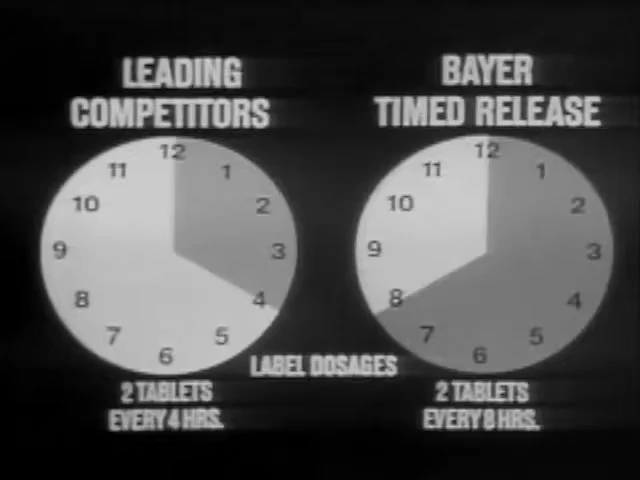 LEADING
COMPETITORS
12
1
2
3
4
5
6
7
8
9
10
11
2 TABLETS
EVERY 4 HRS.
BAYER
TIMED RELEASE
12
1
2
3
4
5
6
7
8
9
10
11
2 TABLETS
EVERY 8 HRS.
LABEL DOSAGES